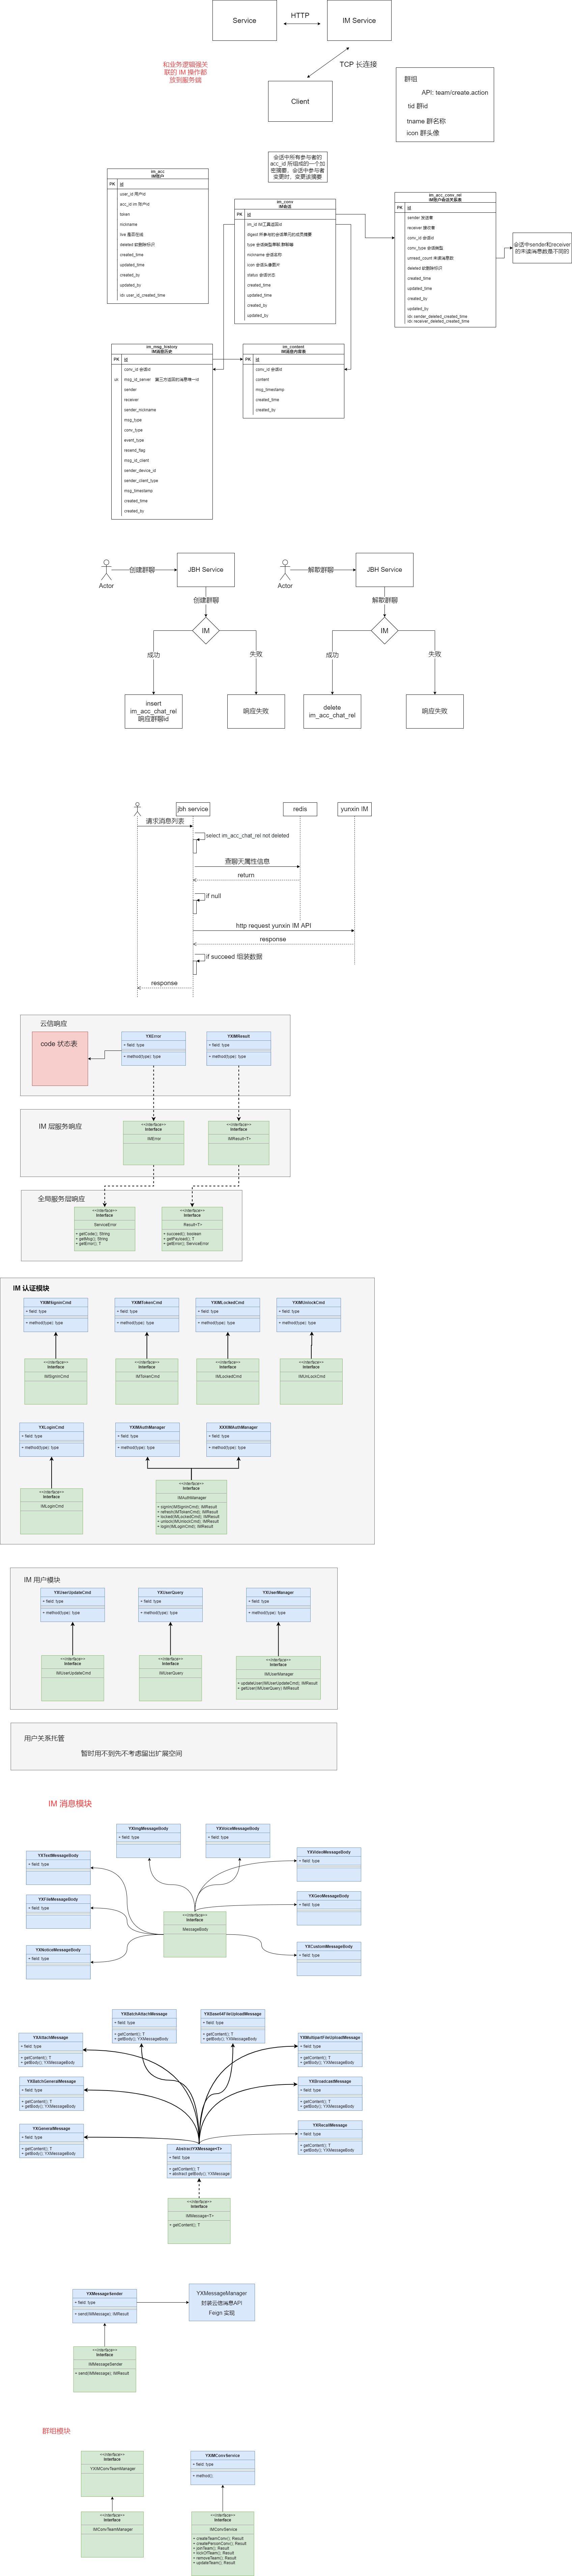 Service
HTTP
IM Service
和业务逻辑强关
联的 IM 操作都
放到服务端
TCP 长连接
Client
群组
API: team/create.action
tid 群id
tname 群名称
icon 群头像
会话中所有参与者的
acc_id 所组成的一个加
密摘要，会话中参与者
变更时，变更该摘要
im_acc
IM账户
PK
user_id 用户id
acc_id im 账户id
token
nickname
live 是否在线
deleted 软删除标识
created_time
updated_time
created_by
updated_by
idx user_id_created_time
im_conv
IM会话
PK
im_id IM工具返回id
type 会话类型单聊,群聊等
nickname 会话名称
icon 会话头像图片
status 会话状态
created_time
updated_time
created_by
updated_by
im_acc_conv_rel
IM账户会话关系表
PK
sender 发送者
receiver 接收者
conv_id 会话id
conv_type 会话类型
unread_count 未读消息数
deleted 软删除标识
created_time
updated_time
created_by
updated_by
idx sender_deleted_created_time
idx receiver_deleted_created_time
会话中sender和receiver
的未读消息数是不同的
im_msg_history
IM消息历史
PK
conv_id 会话id
uk
msg_id_server 第三方返回的消息唯一id
sender
receiver
sender_nickname
msg_type
conv_type
event_type
resend_flag
msg_id_client
sender_device_id
sender_client_type
msg_timestamp
created_time
created_by
im_content
IM消息内容表
PK
conv_id 会话id
content
msg_timestamp
created_time
created_by
Actor
创建群聊
JBH Service
创建群聊
IM
成功
失败
insert
im_acc_chat_rel
响应群聊id
响应失败
Actor
解散群聊
JBH Service
解散群聊
IM
成功
失败
delete
im_acc_chat_rel
响应失败
jbh service
redis
yunxin IM
请求消息列表
select im_acc_chat_rel not deleted
查聊天属性信息
return
if null
http request yunxin IM API
response
if succeed 组装数据
response
云信响应
code 状态表
YXError
+ field: type
+ method(type): type
YXIMResult
+ field: type
+ method(type): type
IM 层服务响应
<<interface>>
Interface
IMError
<<interface>>
Interface
IMResult<T>
全局服务层响应
<<interface>>
Interface
ServiceError
+ getCode(): String
+ getMsg(): String
+ getError(): T
<<interface>>
Interface
Result<T>
+ succeed(): boolean
+ getPayload(): T
+ getError(): ServiceError
IM 认证模块
YXIMSignInCmd
+ field: type
+ method(type): type
YXIMTokenCmd
+ field: type
+ method(type): type
YXIMLockedCmd
+ field: type
+ method(type): type
YXIMUnlockCmd
+ field: type
+ method(type): type
<<interface>>
Interface
IMSignInCmd
<<interface>>
Interface
IMTokenCmd
<<interface>>
Interface
IMLockedCmd
<<interface>>
Interface
IMUnLockCmd
YXLoginCmd
+ field: type
+ method(type): type
YXIMAuthManager
+ field: type
+ method(type): type
XXXIMAuthManager
+ field: type
+ method(type): type
<<interface>>
Interface
IMLoginCmd
<<interface>>
Interface
IMAuthManager
+ signIn(IMSignInCmd): IMResult
+ refresh(IMTokenCmd): IMResult
+ locked(IMLockedCmd): IMResult
+ unlock(IMUnlockCmd): IMResult
+ login(IMLoginCmd): IMResult
IM 用户模块
YXUserUpdateCmd
+ field: type
+ method(type): type
YXUserQuery
+ field: type
+ method(type): type
YXUserManager
+ field: type
+ method(type): type
<<interface>>
Interface
IMUserUpdateCmd
<<interface>>
Interface
IMUserQuery
<<interface>>
Interface
IMUserManager
+ updateUser(IMUserUpdateCmd): IMResult
+ getUser(IMUserQuery) IMResult
用户关系托管
暂时用不到先不考虑留出扩展空间
IM 消息模块
YXImgMessageBody
+ field: type
YXVoiceMessageBody
+ field: type
YXTextMessageBody
+ field: type
YXVideoMessageBody
+ field: type
YXFileMessageBody
+ field: type
YXGeoMessageBody
+ field: type
<<interface>>
Interface
MessageBody
YXNoticeMessageBody
+ field: type
YXCustomMessageBody
+ field: type
YXBatchAttachMessage
+ field: type
+ getContent(): T
+ getBody(): YXMessageBody
YXBase64FileUploadMessage
+ field: type
+ getContent(): T
+ getBody(): YXMessageBody
YXAttachMessage
+ field: type
+ getContent(): T
+ getBody(): YXMessageBody
YXMultipartFileUploadMessage
+ field: type
+ getContent(): T
+ getBody(): YXMessageBody
YXBatchGeneralMessage
+ field: type
+ getContent(): T
+ getBody(): YXMessageBody
YXBroadcastMessage
+ field: type
+ getContent(): T
+ getBody(): YXMessageBody
YXGeneralMessage
+ field: type
+ getContent(): T
+ getBody(): YXMessageBody
YXRecallMessage
+ field: type
+ getContent(): T
+ getBody(): YXMessageBody
AbstractYXMessage<T>
+ field: type
+ getContent(): T
+ abstract getBody(): YXMessage
<<interface>>
Interface
IMMessage<T>
+ getContent(): T
YXMessageSender
+ field: type
+ send(IMMessage): IMResult
YXMessageManager
封装云信消息API
Feign 实现
<<interface>>
Interface
IMMessageSender
+ send(IMMessage): IMResult
群组模块
<<interface>>
Interface
YXIMConvTeamManager
YXIMConvService
+ field: type
+ method()
<<interface>>
Interface
IMConvTeamManager
<<interface>>
Interface
IMConvService
+ createTeamConv(): Result
+ createPersonConv(): Result
+ joinTeam(): Result
+ kickOfTeam(): Result
+ removeTeam(): Result
+ updateTeam(): Result